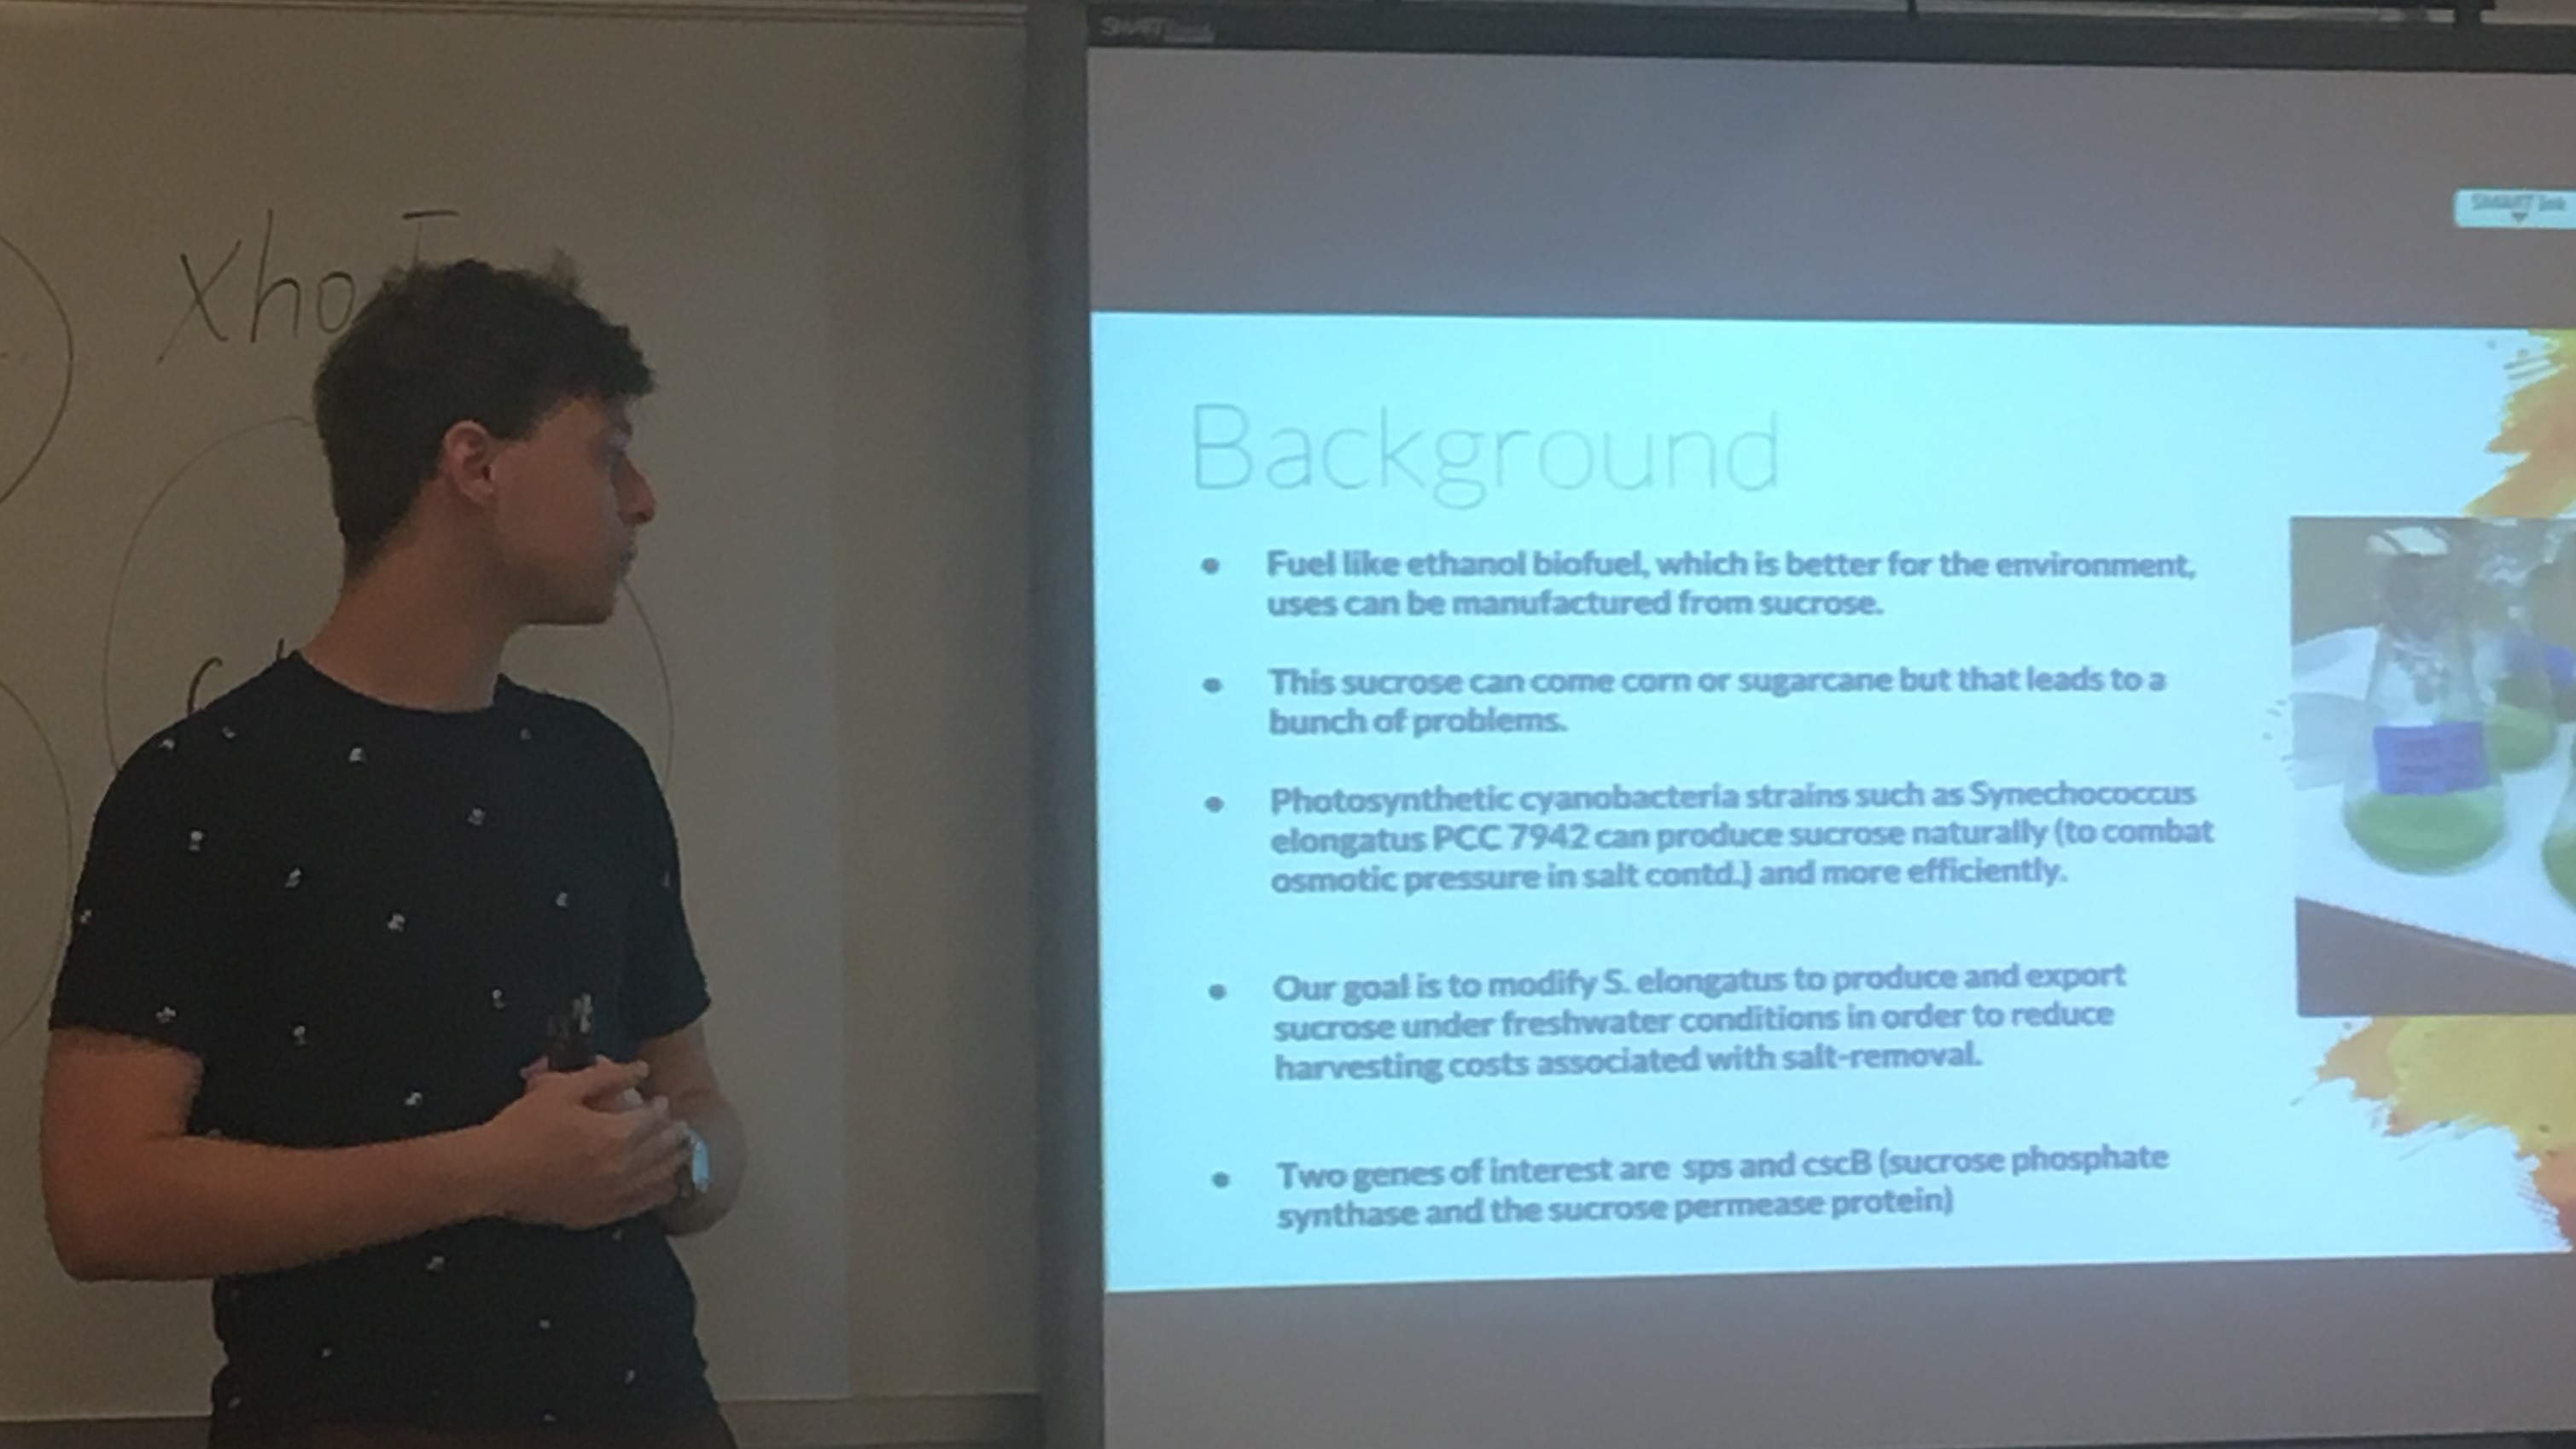 SMART
xhoI
SMART Ink
Background
• Fuel like ethanol biofuel, which is better for the environment,
uses can be manufactured from sucrose.
• This sucrose can come corn or sugarcane but that leads to a
bunch of problems.
• Photosynthetic cyanobacteria strains such as Synechococcus
elongatus PCC 7942 can produce sucrose naturally (to combat
osmotic pressure in salt contd.) and more efficiently.
• Our goal is to modify S. elongatus to produce and export
sucrose under freshwater conditions in order to reduce
harvesting costs associated with salt-removal.
• Two genes of interest are sps and cscB (sucrose phosphate
synthase and the sucrose permease protein)